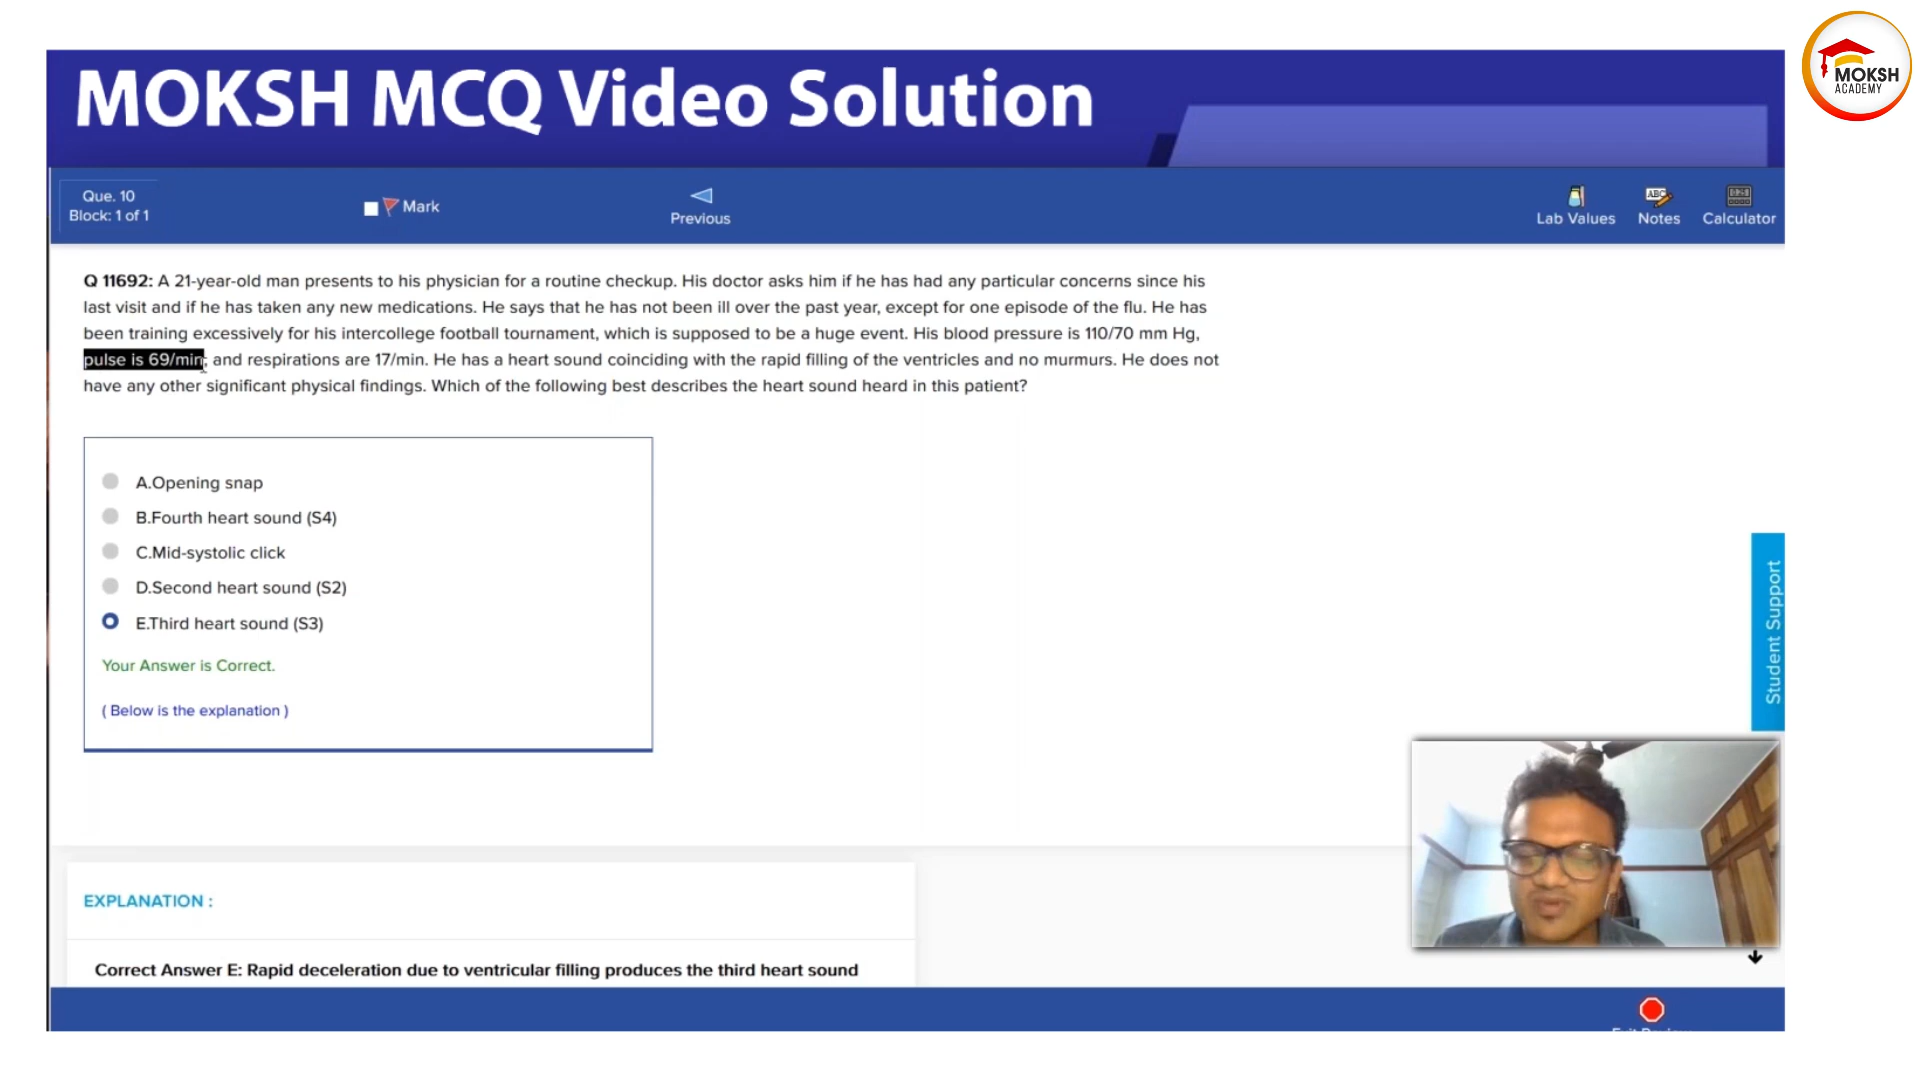 MOKSH MCQ Video Solution
MOKSH
ACADEMY
Que. 10
Block: 1 of 1
Mark
Previous
Lab Values
ABC
Notes
Calculator
Q 11692: A 21-year-old man presents to his physician for a routine checkup. His doctor asks him if he has had any particular concerns since his
last visit and if he has taken any new medications. He says that he has not been ill over the past year, except for one episode of the flu. He has
been training excessively for his intercollege football tournament, which is supposed to be a huge event. His blood pressure is 110/70 mm Hg,
pulse is 69/min, and respirations are 17/min. He has a heart sound coinciding with the rapid filling of the ventricles and no murmurs. He does not
have any other significant physical findings. Which of the following best describes the heart sound heard in this patient?
A.Opening snap
B.Fourth heart sound (S4)
C.Mid-systolic click
D.Second heart sound (S2)
E.Third heart sound (S3)
Your Answer is Correct.
( Below is the explanation )
Student Support
EXPLANATION :
Correct Answer E: Rapid deceleration due to ventricular filling produces the third heart sound